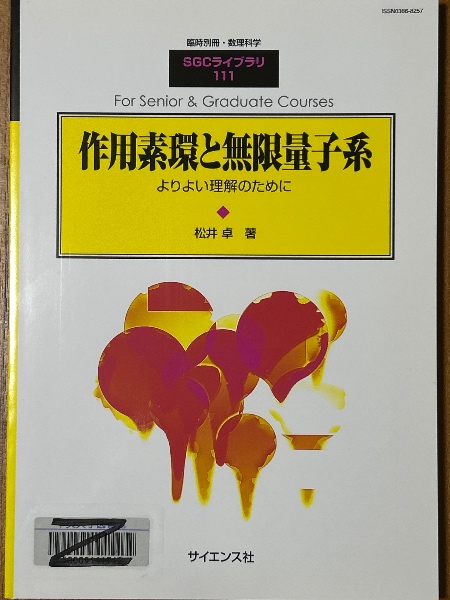 ISSN0386-8257
臨時別冊・数理科学
SGCライブラリ
111
For Senior & Graduate Courses
作用素環と無限量子系
よりよい理解のために
松井 卓 著
サイエンス社